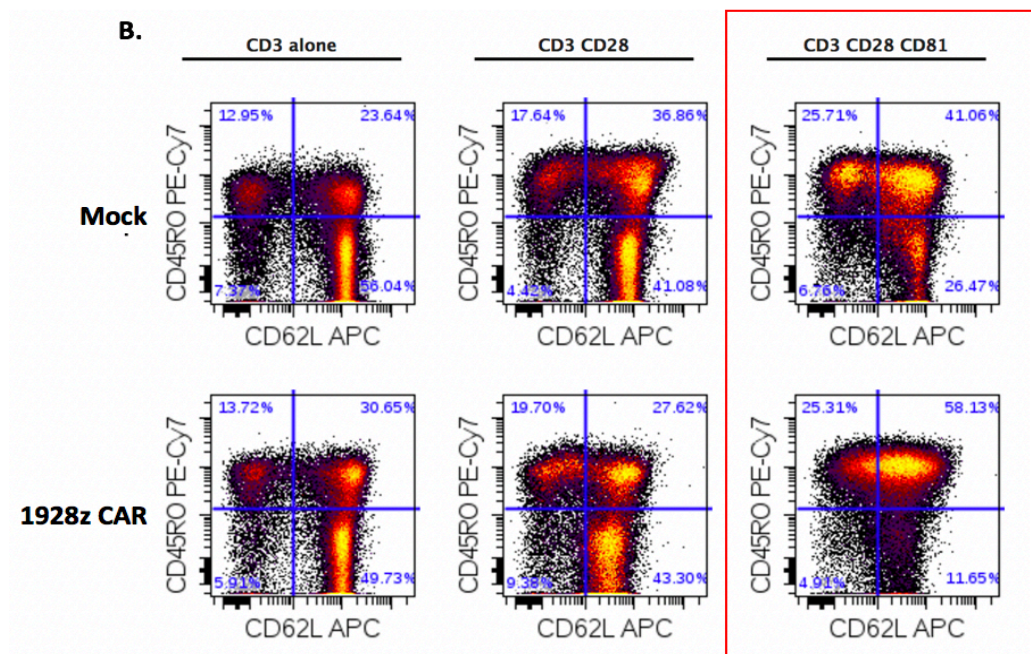 B.
CD3 alone
CD3 CD28
CD3 CD28 CD81
Mock
.
12.95% 23.64%
7.37% 56.04%
CD45RO PE-Cy7
CD62L APC
17.64% 36.86%
4.42% 41.08%
CD45RO PE-Cy7
CD62L APC
25.71% 41.06%
6.76% 26.47%
CD45RO PE-Cy7
CD62L APC
1928z CAR
13.72% 30.65%
5.91% 49.73%
CD45RO PE-Cy7
CD62L APC
19.70% 27.62%
9.38% 43.30%
CD45RO PE-Cy7
CD62L APC
25.31% 58.13%
4.91% 11.65%
CD45RO PE-Cy7
CD62L APC